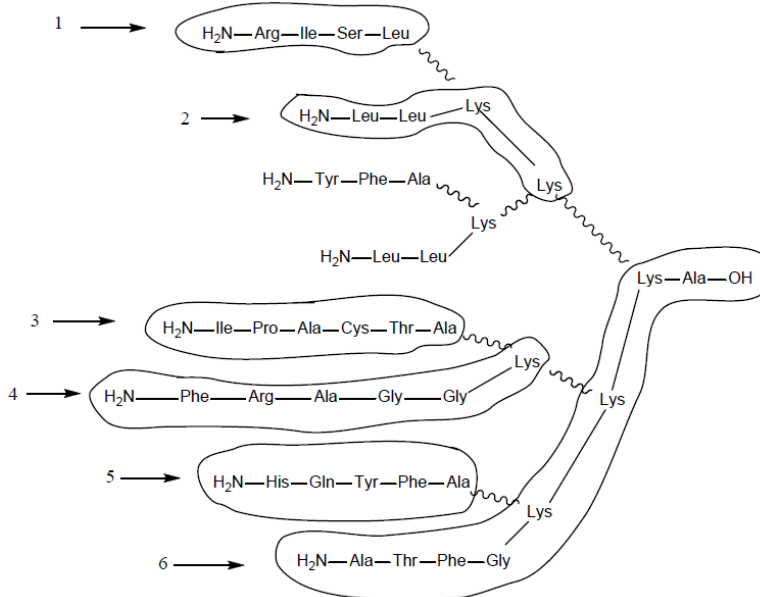 1 H₂N—Arg—Ile—Ser—Leu
2 H₂N—Leu—Leu—Lys
Lys
H₂N—Tyr—Phe—Ala
Lys
H₂N—Leu—Leu
Lys—Ala—OH
3 H₂N—Ile—Pro—Ala—Cys—Thr—Ala
Lys
4 H₂N—Phe—Arg—Ala—Gly—Gly
Lys
5 H₂N—His—Gln—Tyr—Phe—Ala
Lys
6 H₂N—Ala—Thr—Phe—Gly